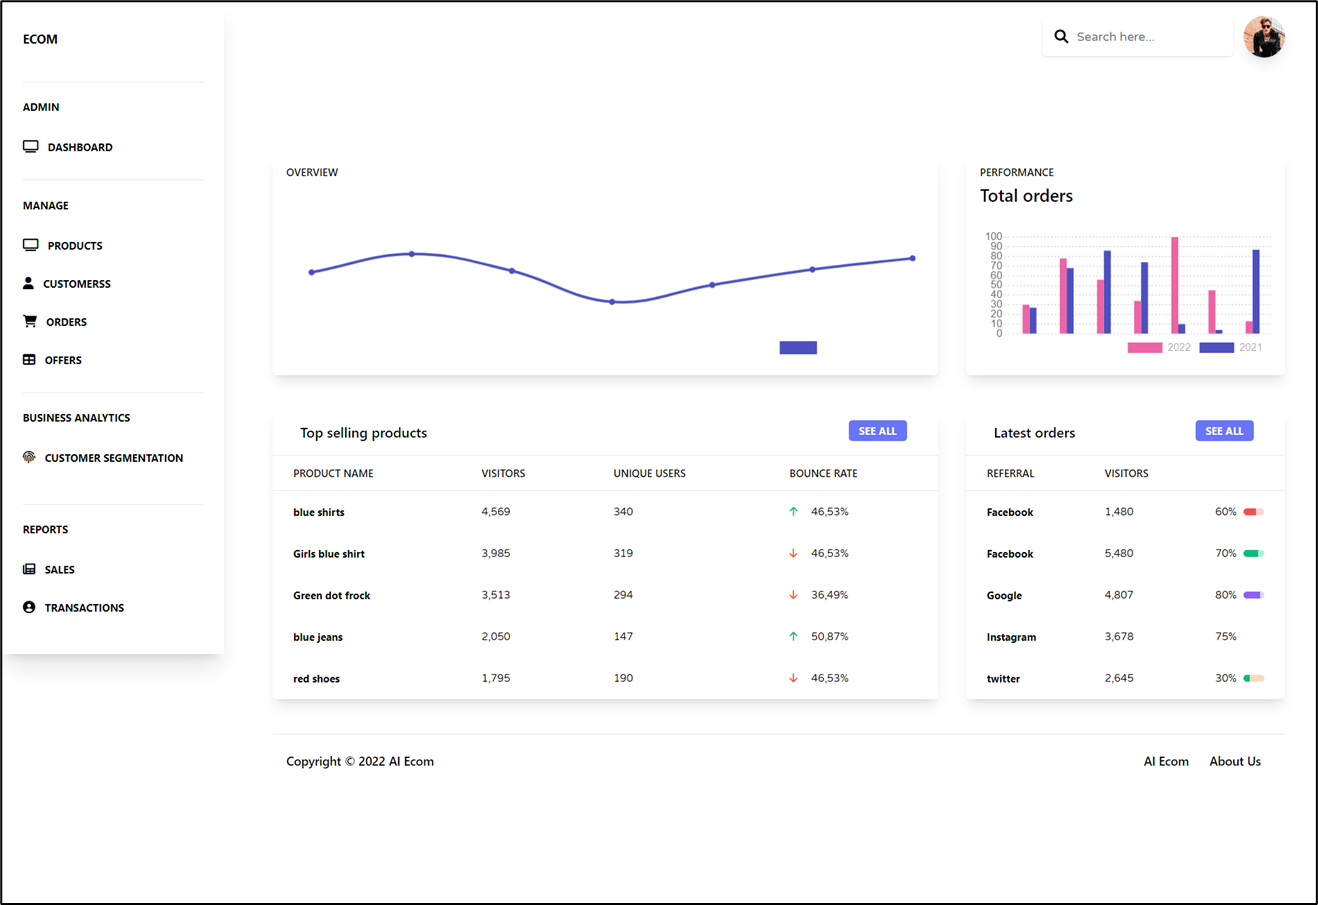 ECOM
Search here...
ADMIN
DASHBOARD
MANAGE
PRODUCTS
CUSTOMERSS
ORDERS
OFFERS
BUSINESS ANALYTICS
CUSTOMER SEGMENTATION
REPORTS
SALES
TRANSACTIONS
OVERVIEW
PERFORMANCE
Total orders
100
90
80
70
60
50
40
30
20
10
0
2022 2021
Top selling products SEE ALL
PRODUCT NAME VISITORS UNIQUE USERS BOUNCE RATE
blue shirts 4,569 340 46,53%
Girls blue shirt 3,985 319 46,53%
Green dot frock 3,513 294 36,49%
blue jeans 2,050 147 50,87%
red shoes 1,795 190 46,53%
Latest orders SEE ALL
REFERRAL VISITORS
Facebook 1,480 60%
Facebook 5,480 70%
Google 4,807 80%
Instagram 3,678 75%
twitter 2,645 30%
Copyright © 2022 AI Ecom
AI Ecom About Us